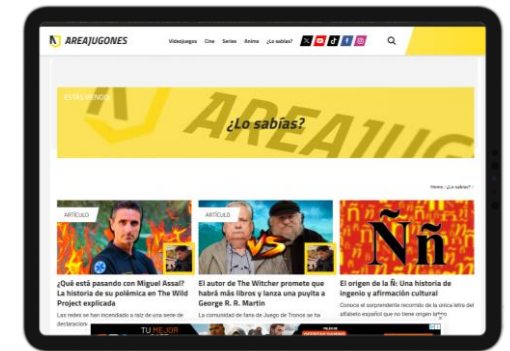 AREAJUGONES
Videojuegos Cine Series Anime ¿Lo sabías?
ESTÁS VIENDO
AREAJUG
¿Lo sabías?
Home / ¿Lo sabías? /
ARTÍCULO
ARTÍCULO
VS
Ññ
¿Qué está pasando con Miguel Assal?
La historia de su polémica en The Wild
Project explicada
Las redes se han incendiado a raíz de una serie de
declaracione
El autor de The Witcher promete que
habrá más libros y lanza una puyita a
George R. R. Martin
La comunidad de fans de Juego de Tronos se ha
El origen de la Ñ: Una historia de
ingenio y afirmación cultural
Conoce el sorprendente recorrido de la única letra del
alfabeto español que no tiene origen latino
TU MEJOR